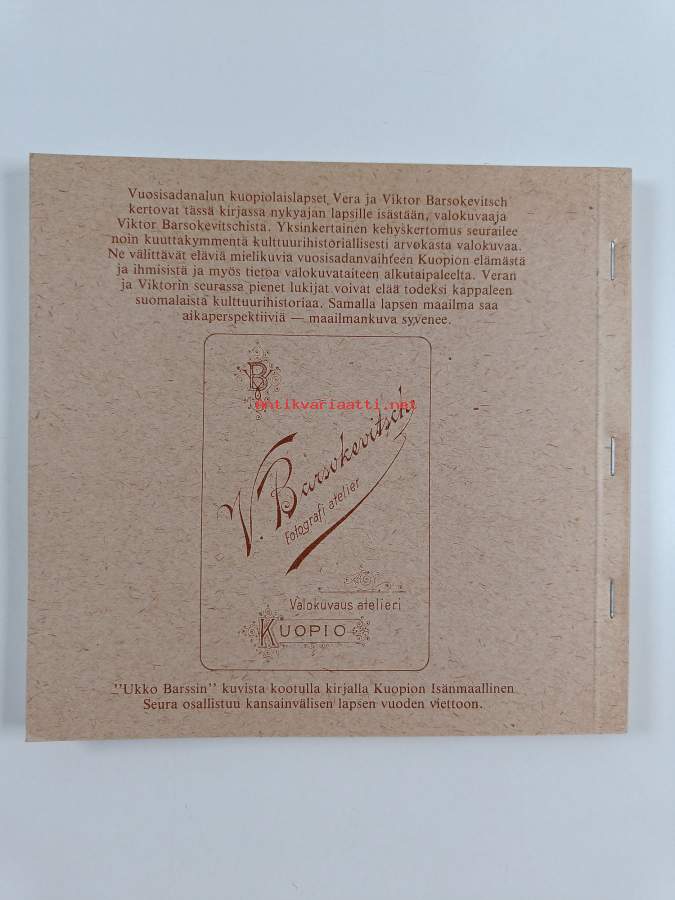 Vuosisadanalun kuopiolaislapset Vera ja Viktor Barsokevitsch
kertovat tässä kirjassa nykyajan lapsille isästään, valokuvaaja
Viktor Barsokevitschista. Yksinkertainen kehyskertomus seurailee
noin kuuttakymmentä kulttuurihistoriallisesti arvokasta valokuvaa.
Ne välittävät eläviä mielikuvia vuosisadanvaihteen Kuopion elämästä
ja ihmisistä ja myös tietoa valokuvataiteen alkutaipaleelta. Veran
ja Viktorin seurassa pienet lukijat voivat elää todeksi kappaleen
suomalaista kulttuurihistoriaa. Samalla lapsen maailma saa
aikaperspektiiviä — maailmankuva syvenee.
VB
antikvariaatti.net
V. Barsokevitsch
Fotografi atelier
Valokuvaus atelieri
KUOPIO
"Ukko Barssin" kuvista kootulla kirjalla Kuopion Isänmaallinen
Seura osallistuu kansainvälisen lapsen vuoden viettoon.